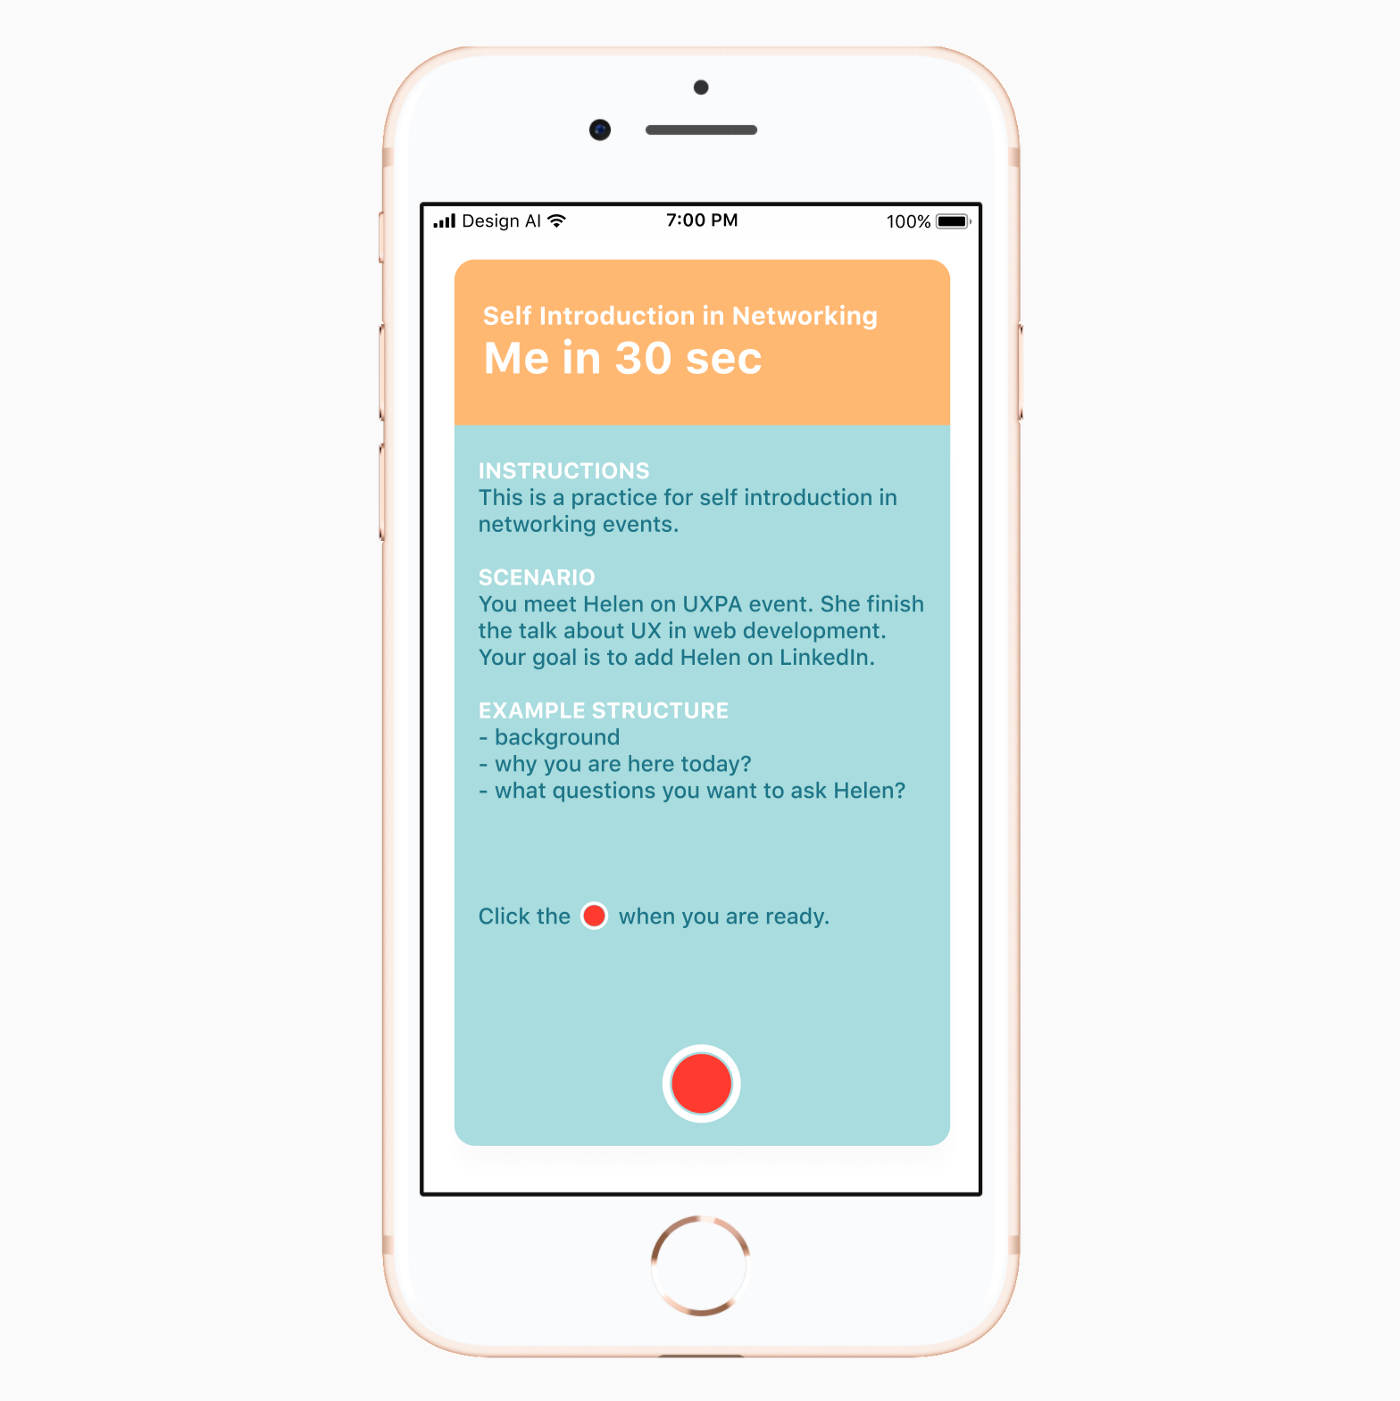 Design AI
7:00 PM
100%
Self Introduction in Networking
Me in 30 sec
INSTRUCTIONS
This is a practice for self introduction in
networking events.
SCENARIO
You meet Helen on UXPA event. She finish
the talk about UX in web development.
Your goal is to add Helen on LinkedIn.
EXAMPLE STRUCTURE
- background
- why you are here today?
- what questions you want to ask Helen?
Click the when you are ready.